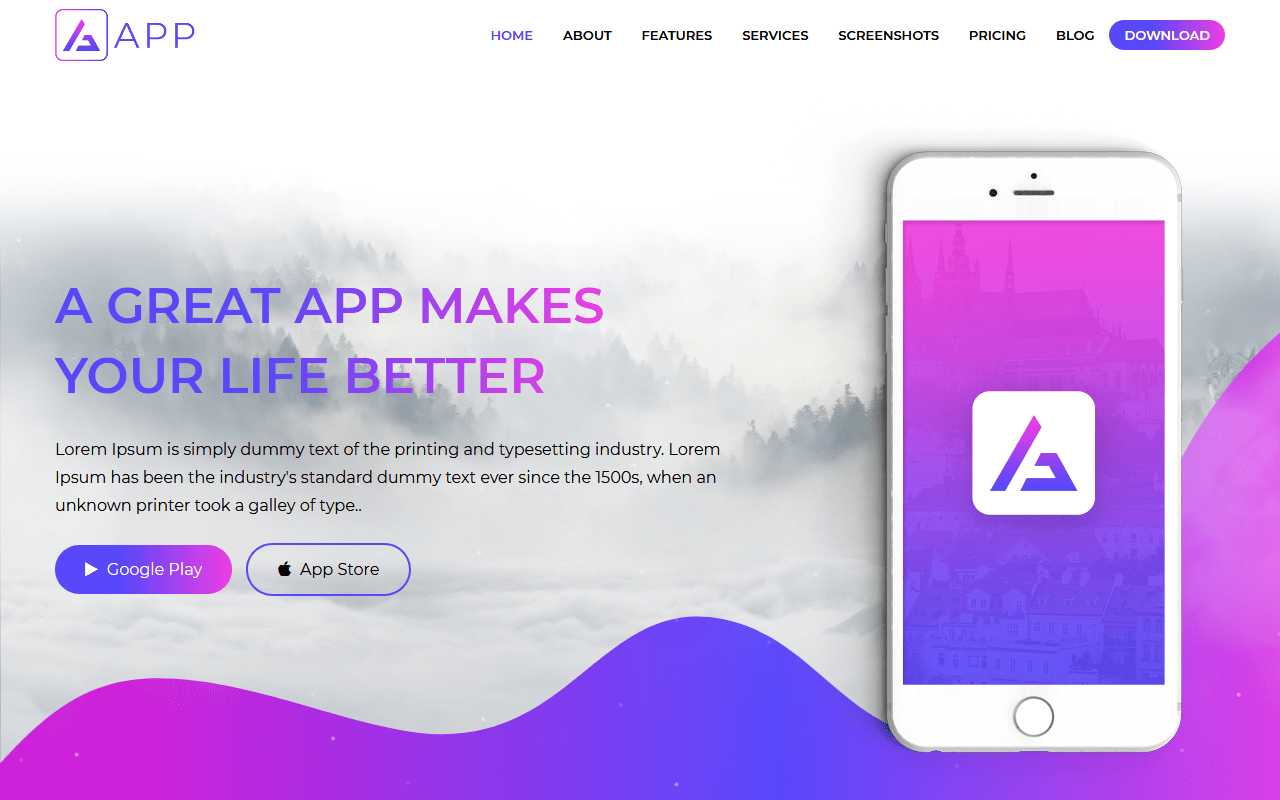 APP
HOME ABOUT FEATURES SERVICES SCREENSHOTS PRICING BLOG DOWNLOAD
A GREAT APP MAKES
YOUR LIFE BETTER
Lorem Ipsum is simply dummy text of the printing and typesetting industry. Lorem
Ipsum has been the industry's standard dummy text ever since the 1500s, when an
unknown printer took a galley of type..
Google Play App Store